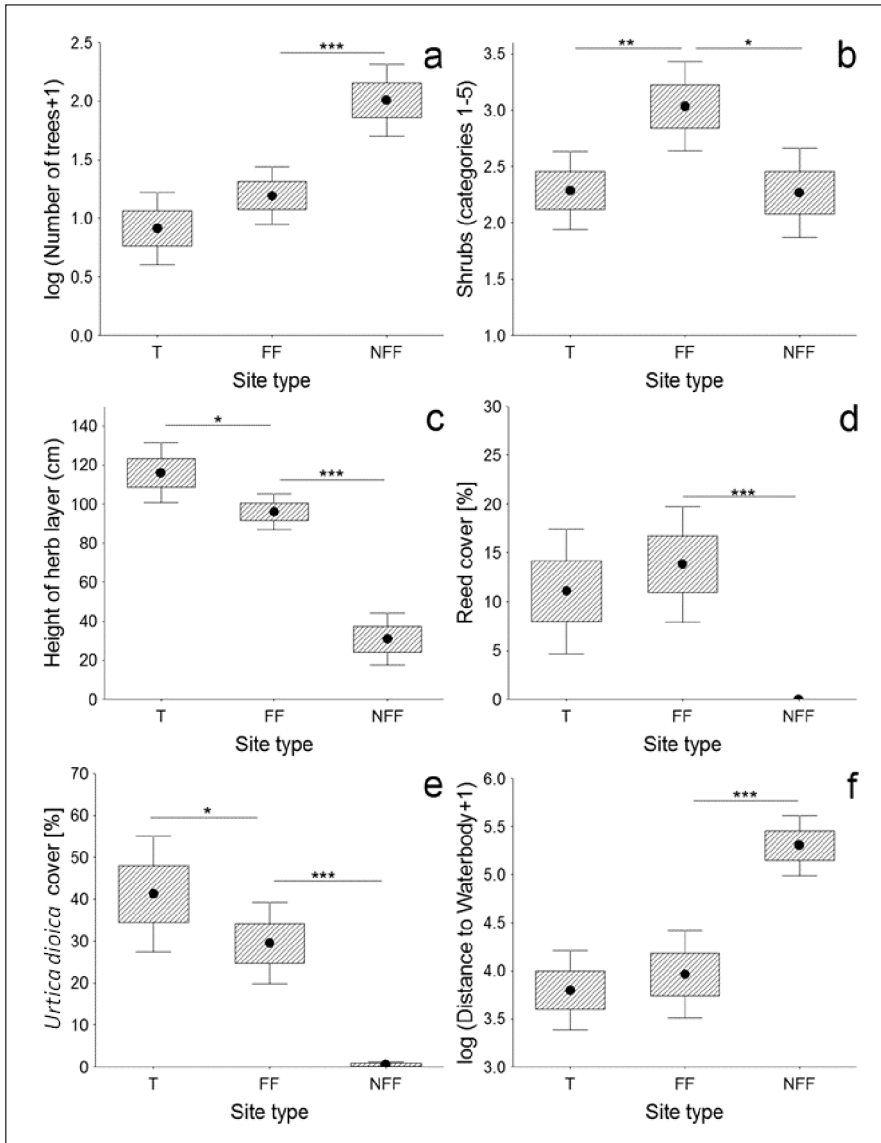 a
log (Number of trees+1)
2.5
2.0
1.5
1.0
0.5
0.0
***
T FF NFF
Site type
b
Shrubs (categories 1-5)
3.5
3.0
2.5
2.0
1.5
1.0
** *
T FF NFF
Site type
c
Height of herb layer (cm)
140
120
100
80
60
40
20
0
*
***
T FF NFF
Site type
d
Reed cover [%]
30
25
20
15
10
5
0
***
T FF NFF
Site type
e
Urtica dioica cover [%]
70
60
50
40
30
20
10
0
*
***
T FF NFF
Site type
f
log (Distance to Waterbody+1)
6.0
5.5
5.0
4.5
4.0
3.5
3.0
***
T FF NFF
Site type